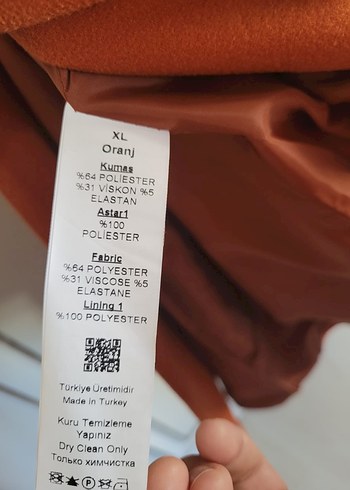 XL
Oranj
Kumaş
%64 POLİESTER
%31 VİSKON %5
ELASTAN
Astar1
%100
POLİESTER
Fabric
%64 POLYESTER
%31 VISCOSE %5
ELASTANE
Lining 1
%100 POLYESTER
Türkiye Üretimidir
Made in Turkey
Kuru Temizleme
Yapınız
Dry Clean Only
Только химчистка